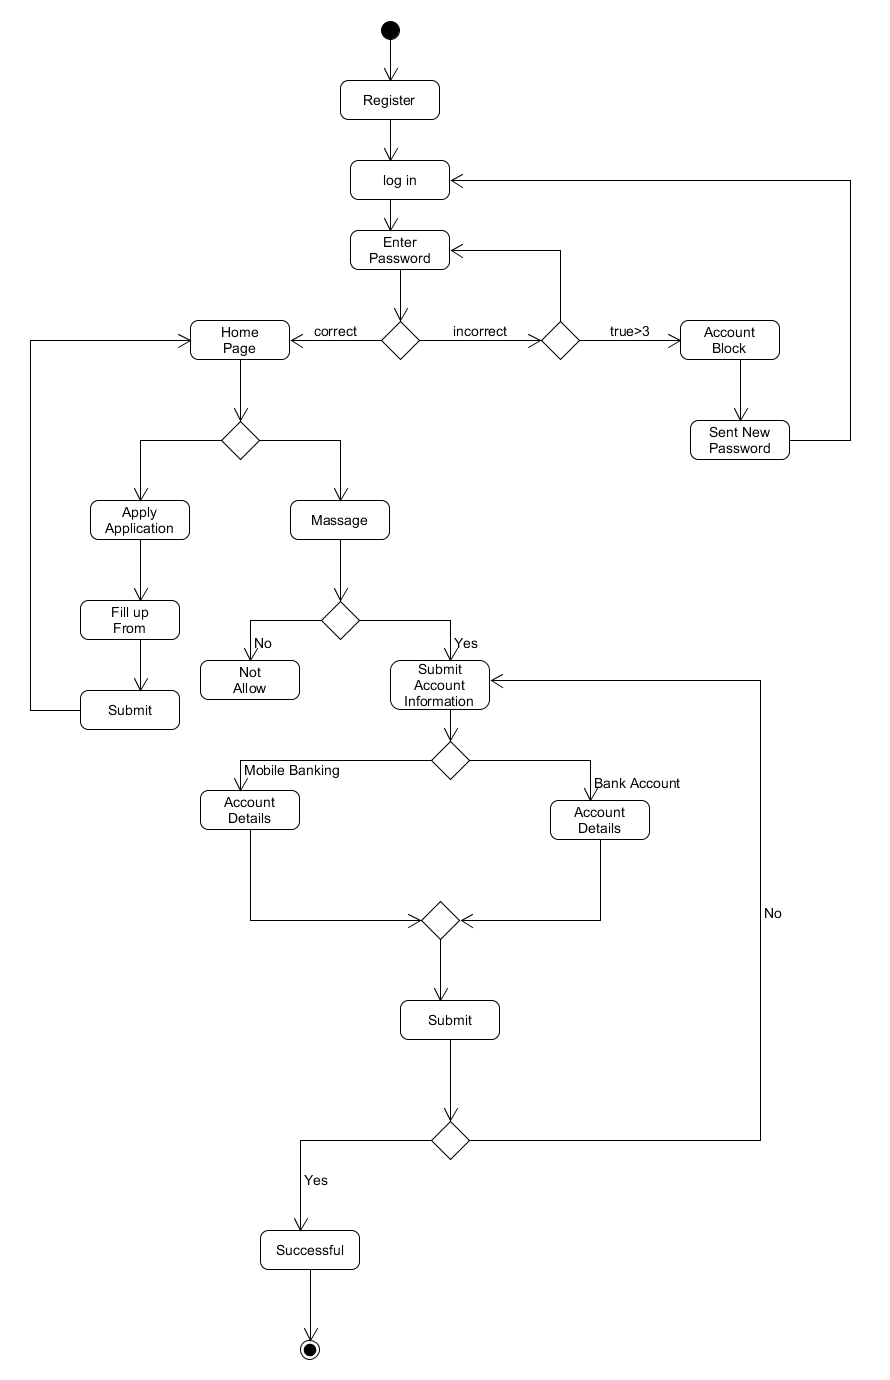 Register
log in
Enter
Password
correct
incorrect
true>3
Home
Page
Account
Block
Sent New
Password
Apply
Application
Massage
Fill up
From
No
Yes
Not
Allow
Submit
Account
Information
Submit
Mobile Banking
Bank Account
Account
Details
Account
Details
No
Submit
Yes
Successful